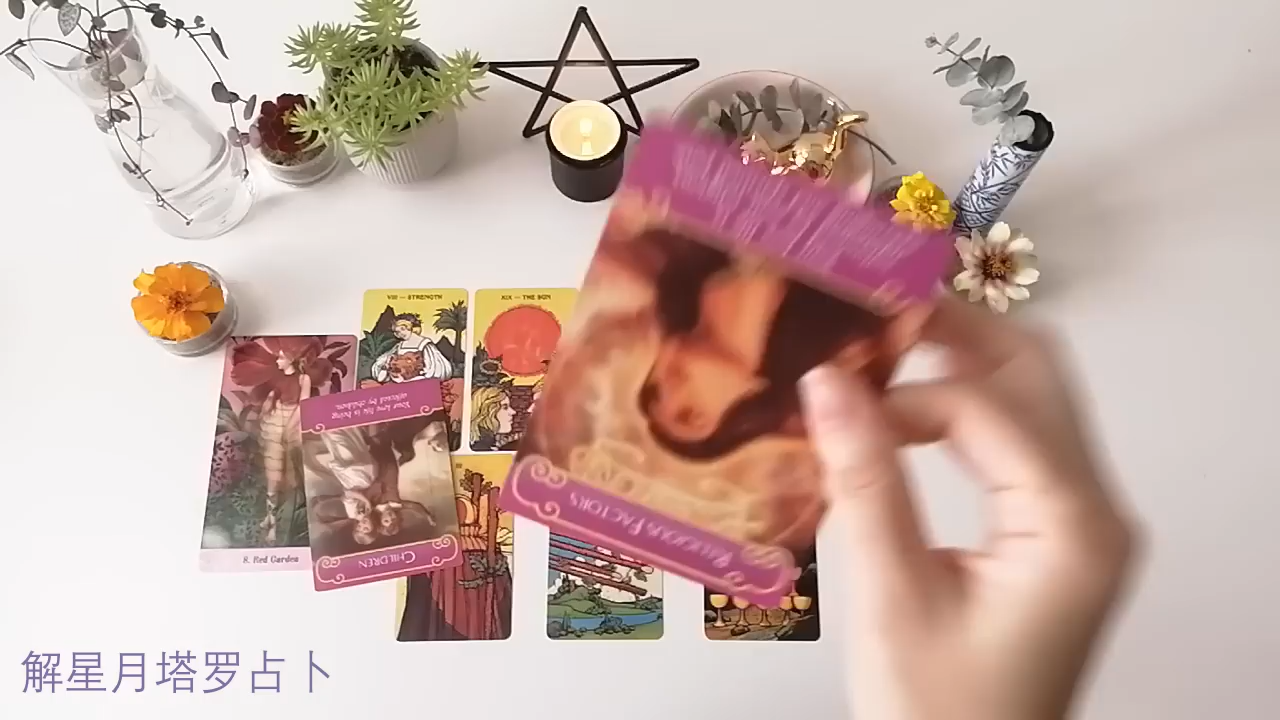 VIII — STRENGTH
XIX — THE SUN
Your love life is being
affected by children.
8. Red Garden
CHILDREN
RELIGIOUS FACTORS
解星月塔罗占卜